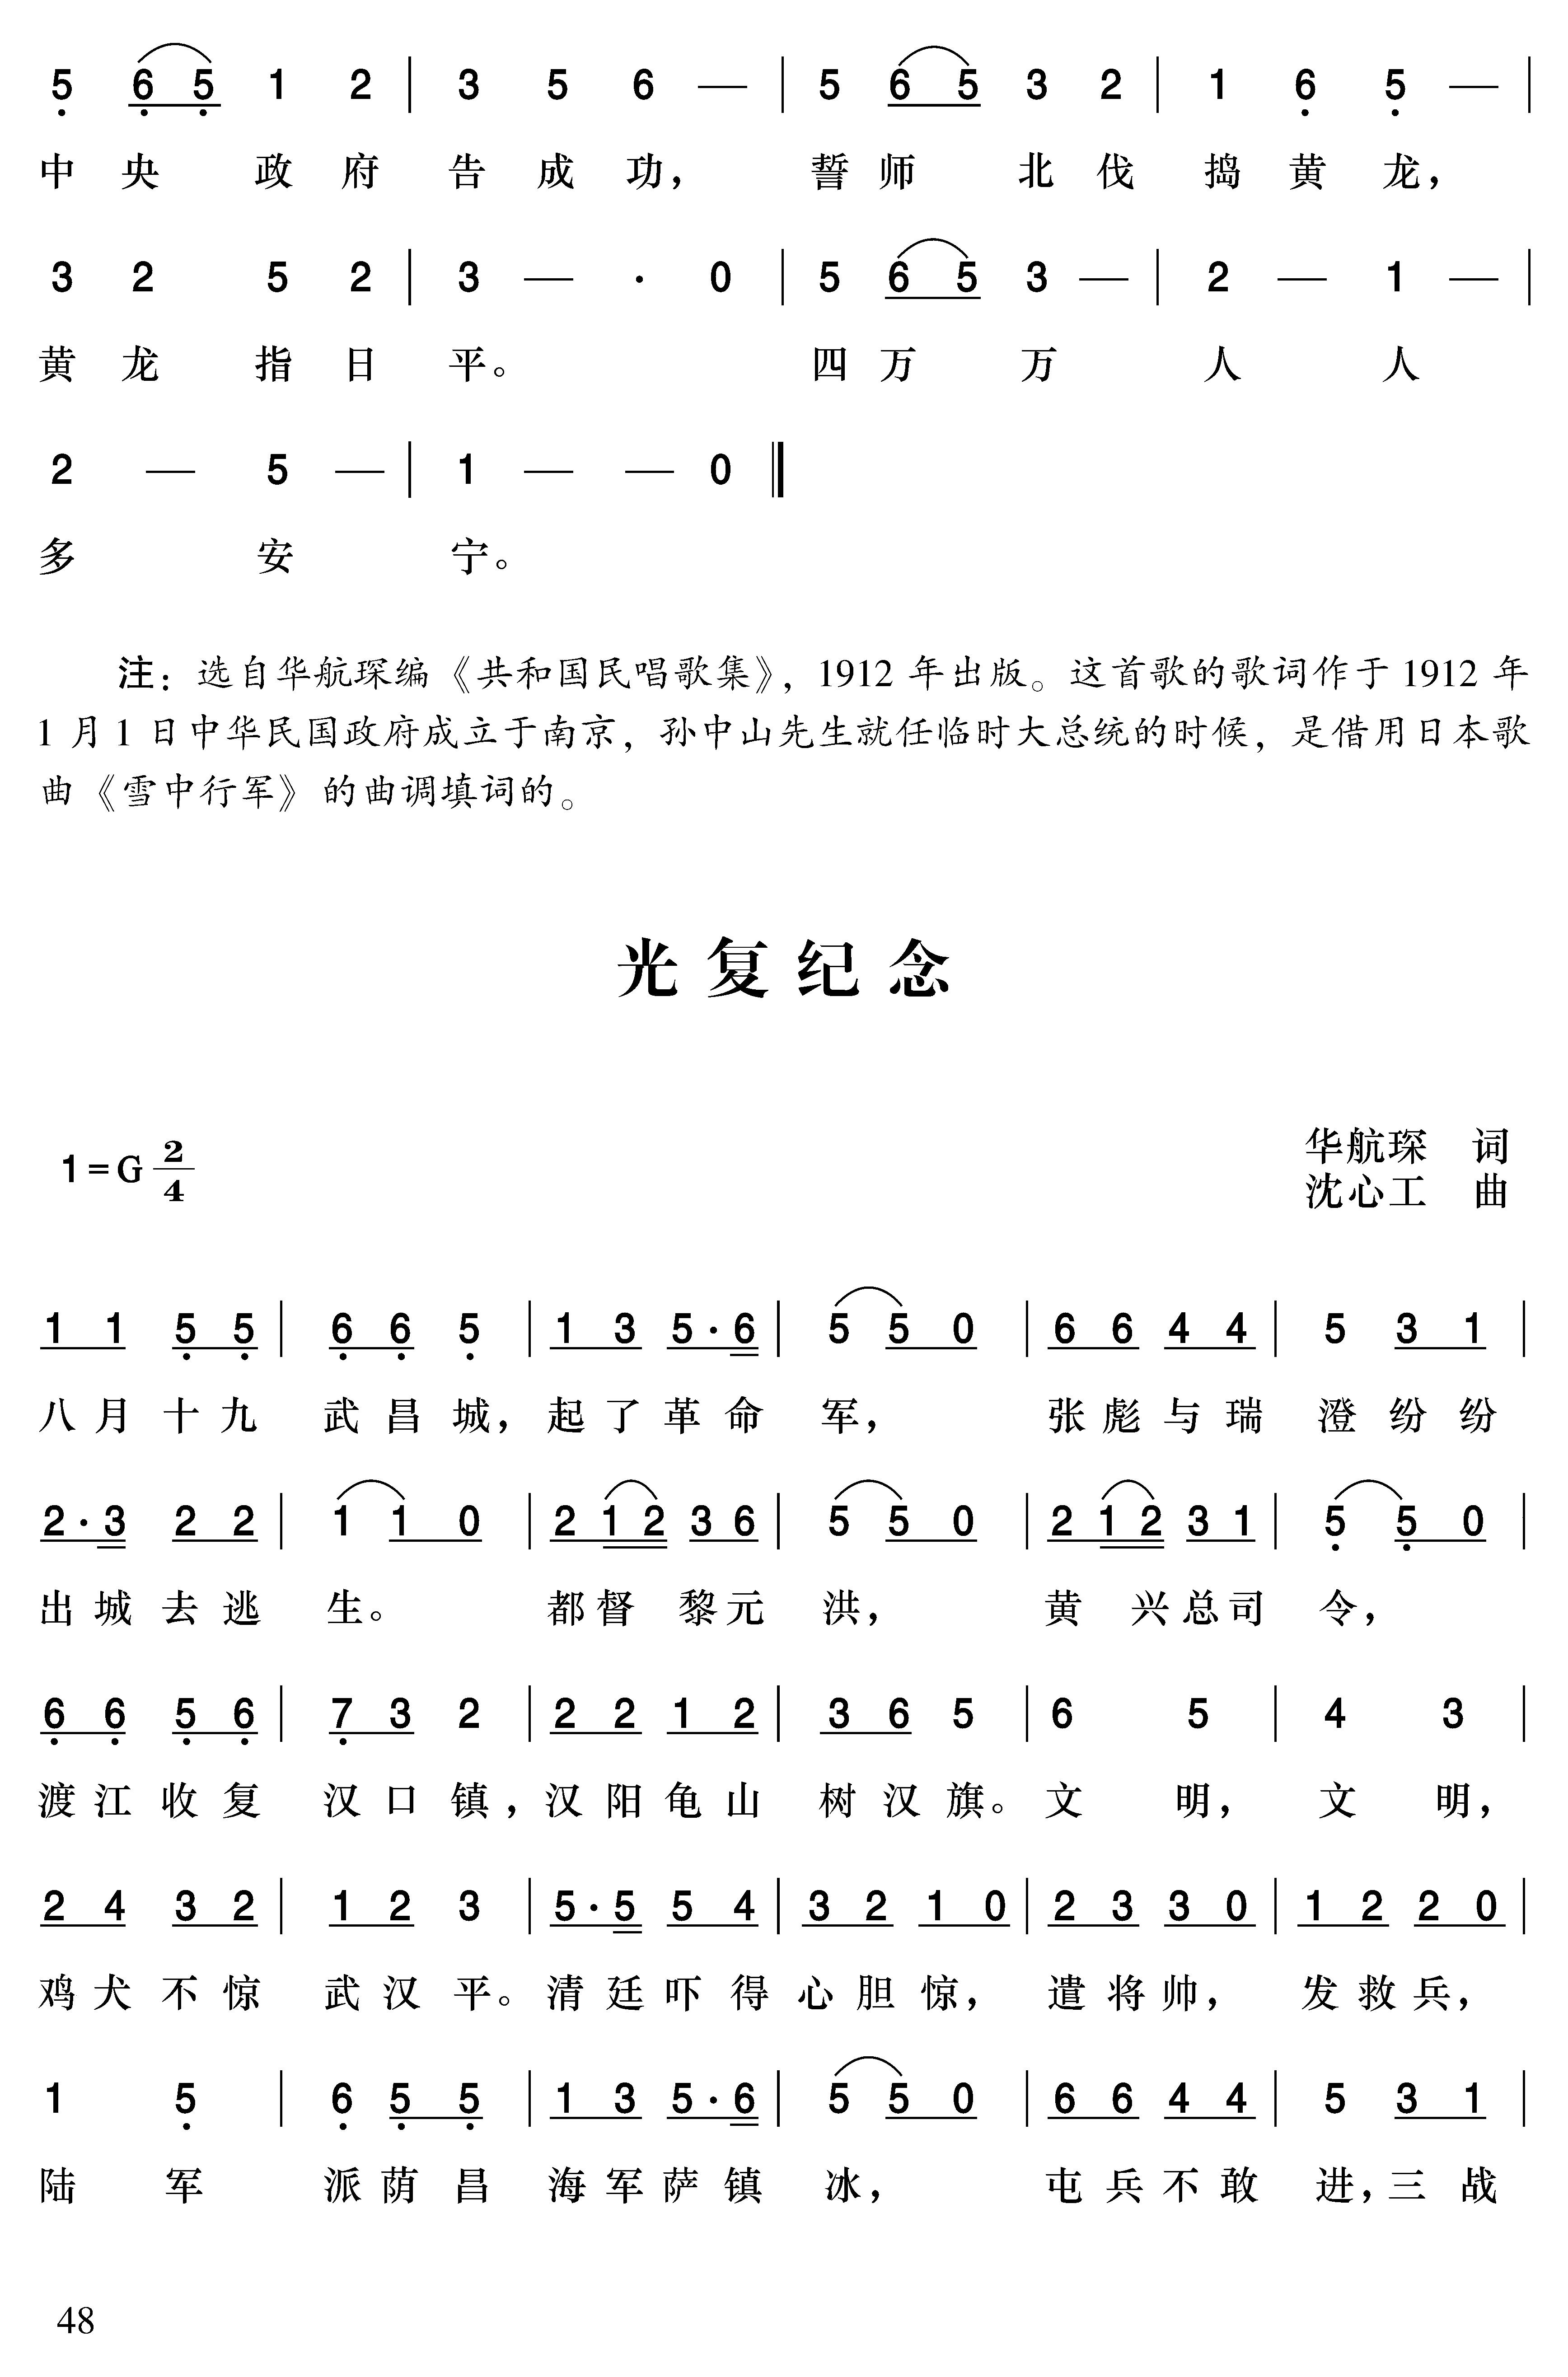 5 6 5 1 2 | 3 5 6 — | 5 6 5 3 2 | 1 6 5 — |
中 央 政 府 告 成 功， 誓 师 北 伐 捣 黄 龙，
3 2 5 2 | 3 — · 0 | 5 6 5 3 — | 2 — 1 — |
黄 龙 指 日 平。 四 万 万 人 人
2 — 5 — | 1 — — 0 ‖
多 安 宁。
注：选自华航琛编《共和国民唱歌集》，1912 年出版。这首歌的歌词作于 1912 年
1 月 1 日中华民国政府成立于南京，孙中山先生就任临时大总统的时候，是借用日本歌
曲《雪中行军》的曲调填词的。
光复纪念
华航琛 词
1=G 2/4
沈心工 曲
1 1 5 5 | 6 6 5 | 1 3 5·6 | 5 5 0 | 6 6 4 4 | 5 3 1 |
八 月 十 九 武 昌 城，起 了 革 命 军， 张 彪 与 瑞 澄 纷 纷
2·3 2 2 | 1 1 0 | 2 1 2 3 6 | 5 5 0 | 2 1 2 3 1 | 5 5 0 |
出 城 去 逃 生。 都 督 黎 元 洪， 黄 兴 总 司 令，
6 6 5 6 | 7 3 2 | 2 2 1 2 | 3 6 5 | 6 5 | 4 3 |
渡 江 收 复 汉 口 镇，汉 阳 龟 山 树 汉 旗。文 明， 文 明，
2 4 3 2 | 1 2 3 | 5·5 5 4 | 3 2 1 0 | 2 3 3 0 | 1 2 2 0 |
鸡 犬 不 惊 武 汉 平。清 廷 吓 得 心 胆 惊， 遣 将 帅， 发 救 兵，
1 5 | 6 5 5 | 1 3 5·6 | 5 5 0 | 6 6 4 4 | 5 3 1 |
陆 军 派 荫 昌 海 军 萨 镇 冰， 屯 兵 不 敢 进，三 战
48